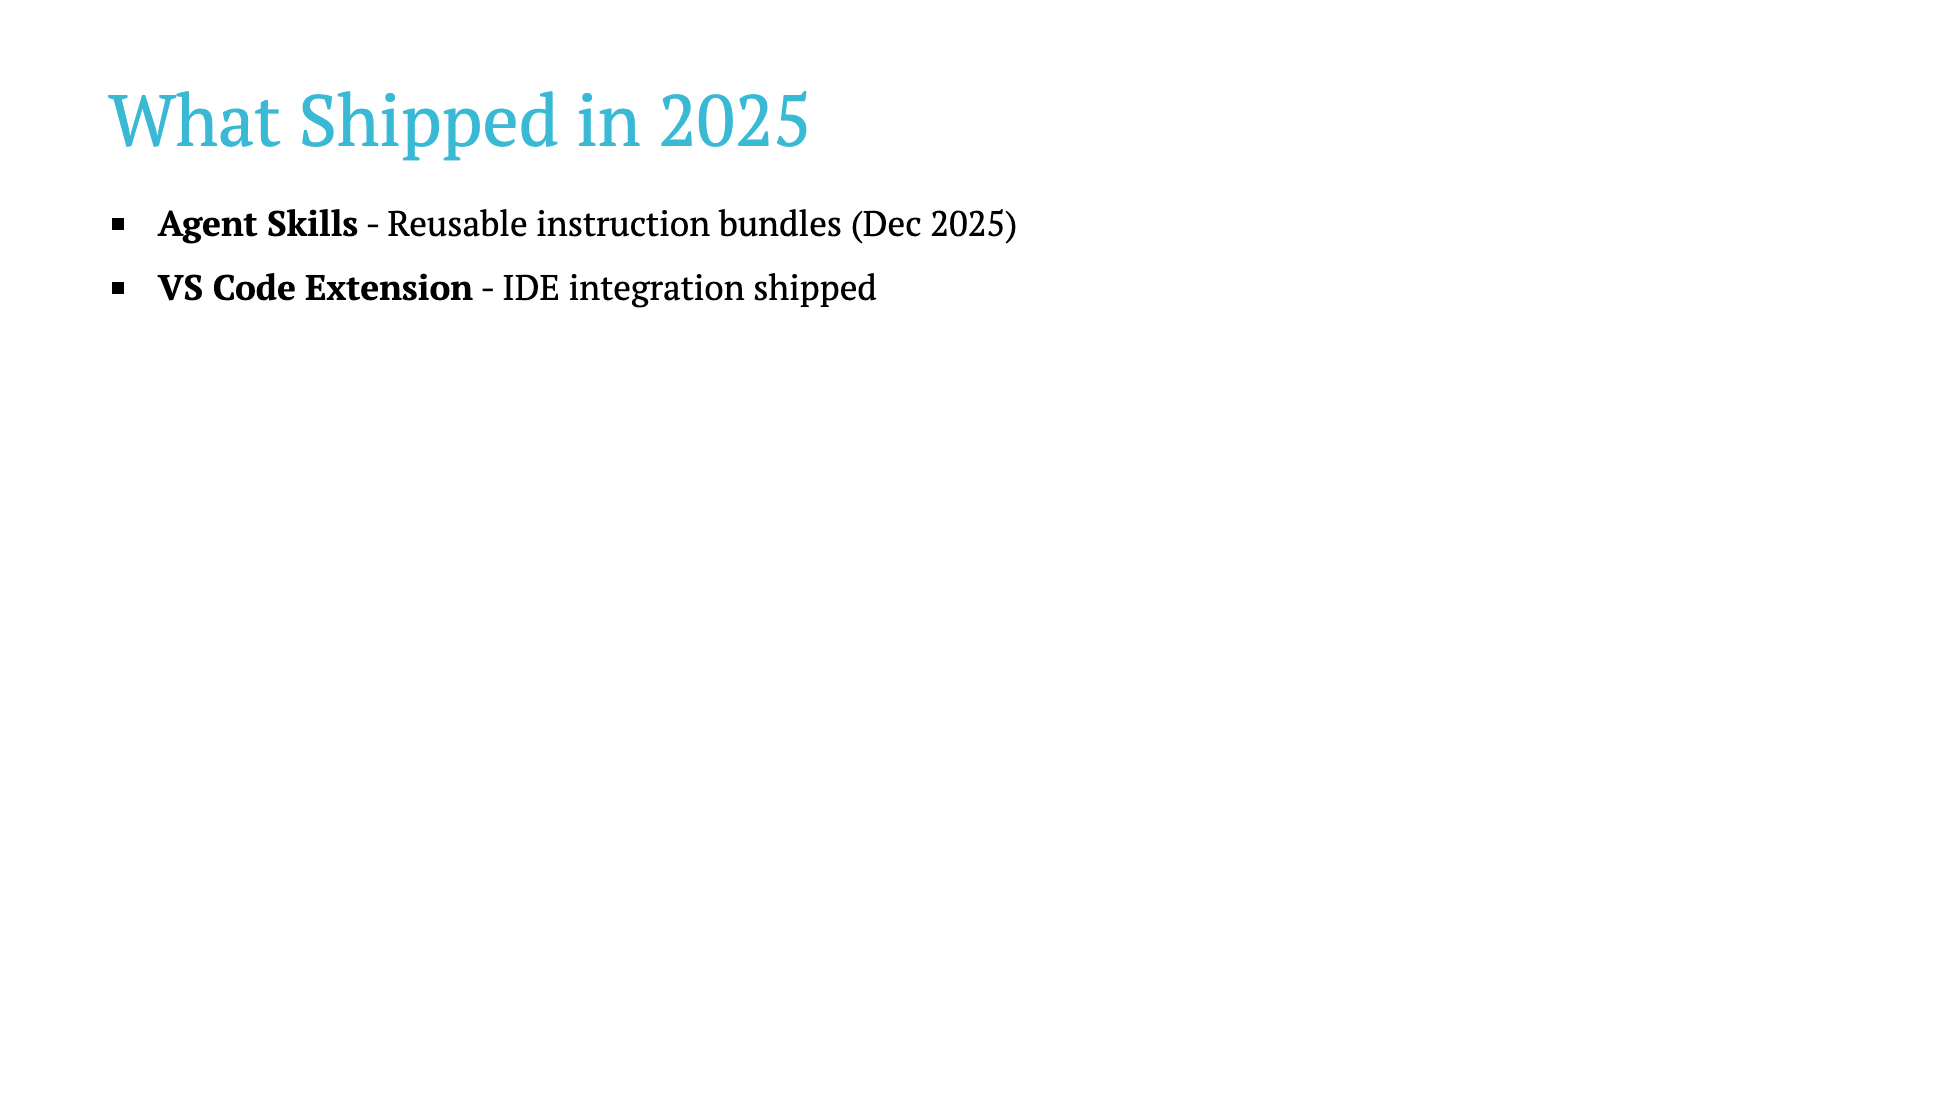 What Shipped in 2025
▪ Agent Skills - Reusable instruction bundles (Dec 2025)
▪ VS Code Extension - IDE integration shipped